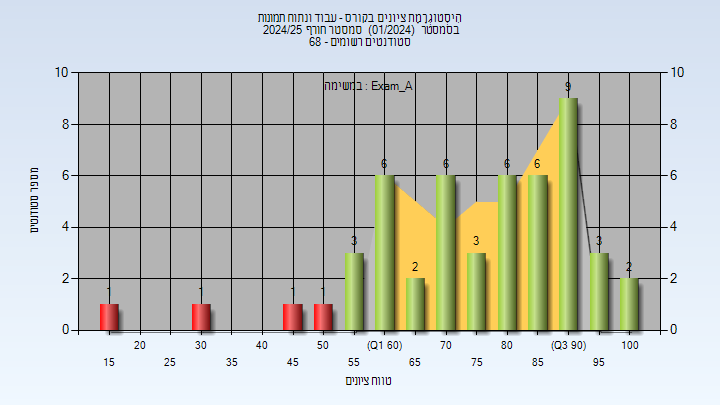 הִיסטוֹגְרַמַת ציונים בקורס - עבוד ונתוח תמונות
בסמסטר (01/2024) סמסטר חורף 2024/25
סטודנטים רשומים - 68
במשימה : Exam_A
מספר סטודנטים
10 10
8 8
6 6
4 4
2 2
0 0
1 1 1 1 3 6 2 6 3 6 6 9 3 2
20 30 40 50 (Q1 60) 70 80 (Q3 90) 100
15 25 35 45 55 65 75 85 95
טווח ציונים